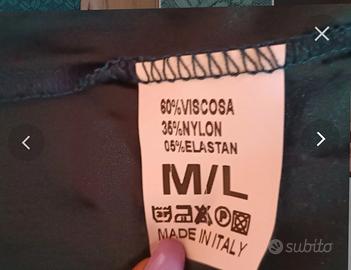 60%VISCOSA
35%NYLON
05%ELASTAN
M/L
P
MADE IN ITALY
subito